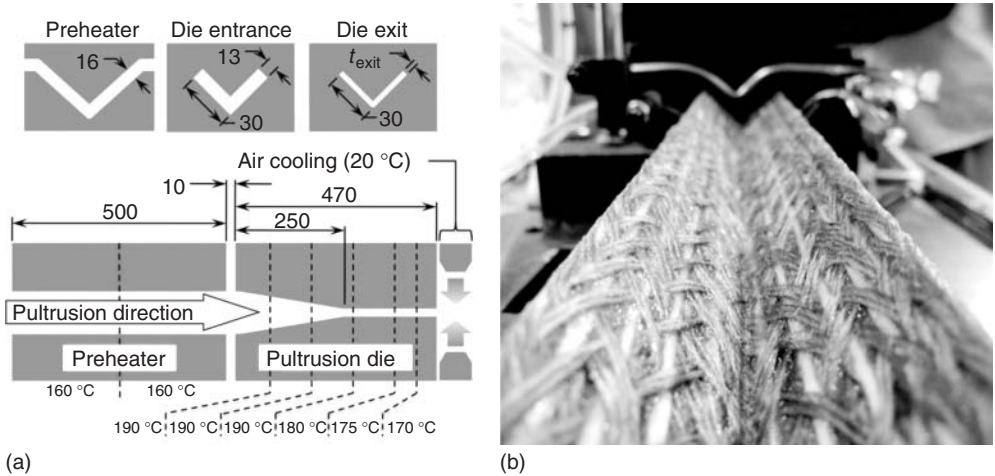 Preheater Die entrance Die exit
16 13 t_exit
30 30
Air cooling (20 °C)
10 470
500 250
Pultrusion direction
Preheater Pultrusion die
160 °C 160 °C
190 °C 190 °C 190 °C 180 °C 175 °C 170 °C
(a) (b)